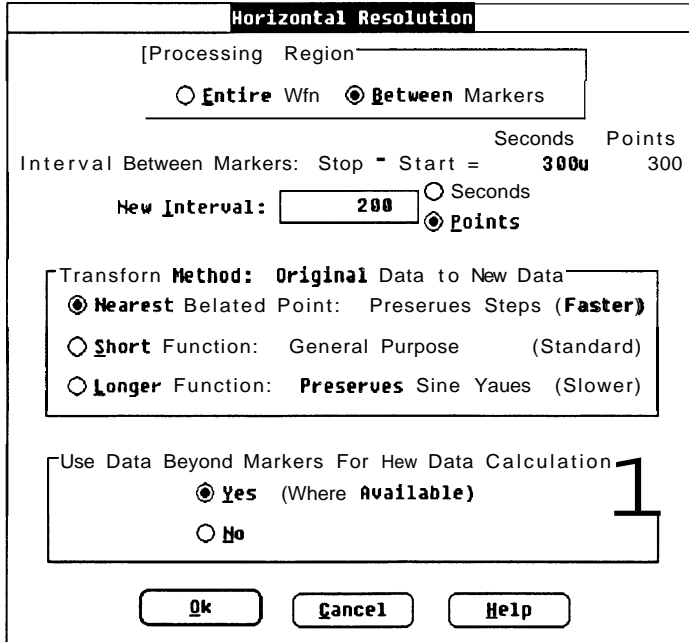 Horizontal Resolution
[Processing Region
Entire Wfn Between Markers
Seconds Points
Interval Between Markers: Stop - Start = 300u 300
New Interval: 200
Seconds
Points
Transforn Method: Original Data to New Data
Nearest Belated Point: Preserues Steps (Faster)
Short Function: General Purpose (Standard)
Longer Function: Preserves Sine Yaues (Slower)
Use Data Beyond Markers For Hew Data Calculation 1
Yes (Where Available)
No
Ok Cancel Help